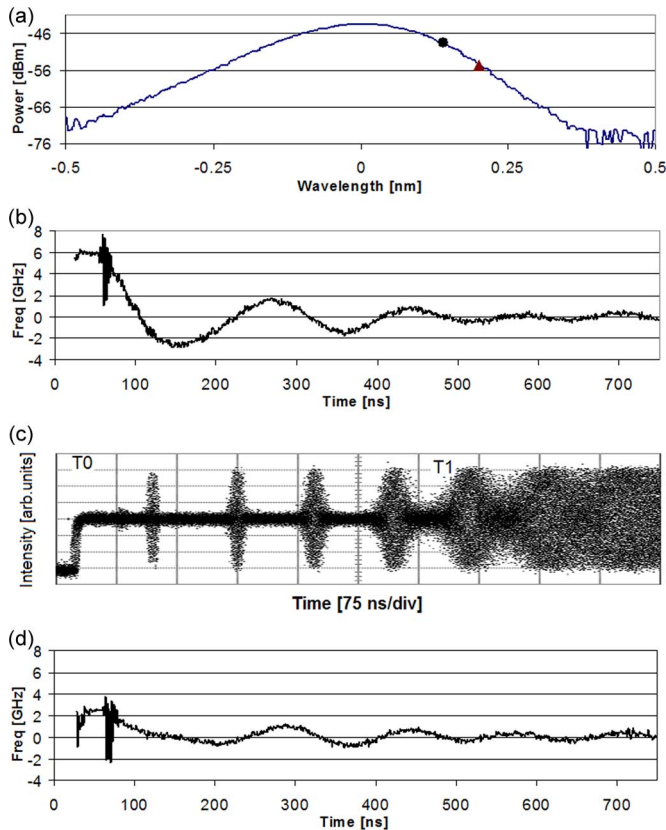 (a)
Power [dBm]
-46
-56
-66
-76
-0.5 -0.25 0 0.25 0.5
Wavelength [nm]
(b)
Freq [GHz]
8
6
4
2
0
-2
-4
0 100 200 300 400 500 600 700
Time [ns]
(c)
Intensity [arb.units]
T0 T1
Time [75 ns/div]
(d)
Freq [GHz]
8
6
4
2
0
-2
-4
0 100 200 300 400 500 600 700
Time [ns]